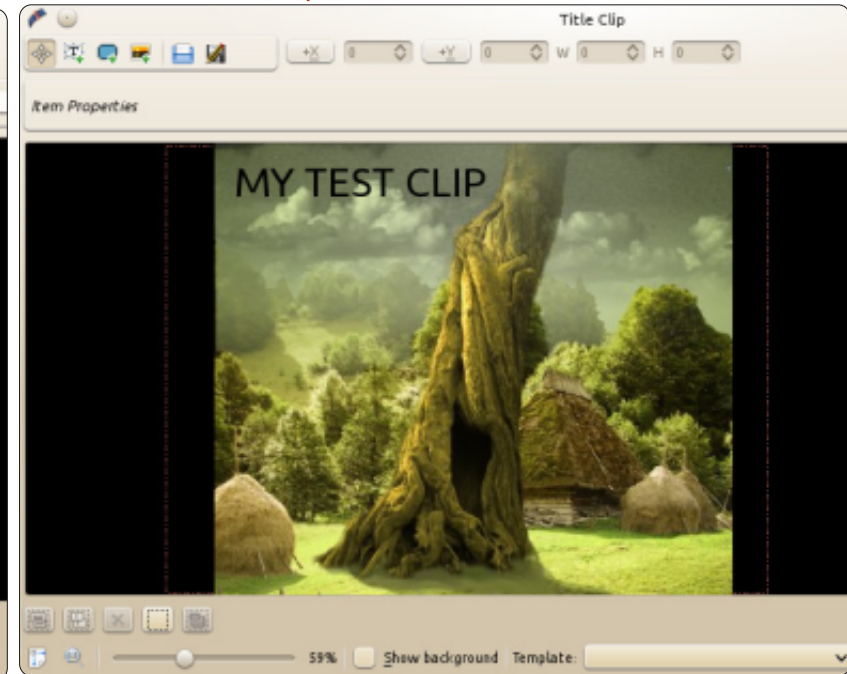 Title Clip
+X 0 +Y 0 W 0 H 0
Item Properties
MY TEST CLIP
59% Show background Template: